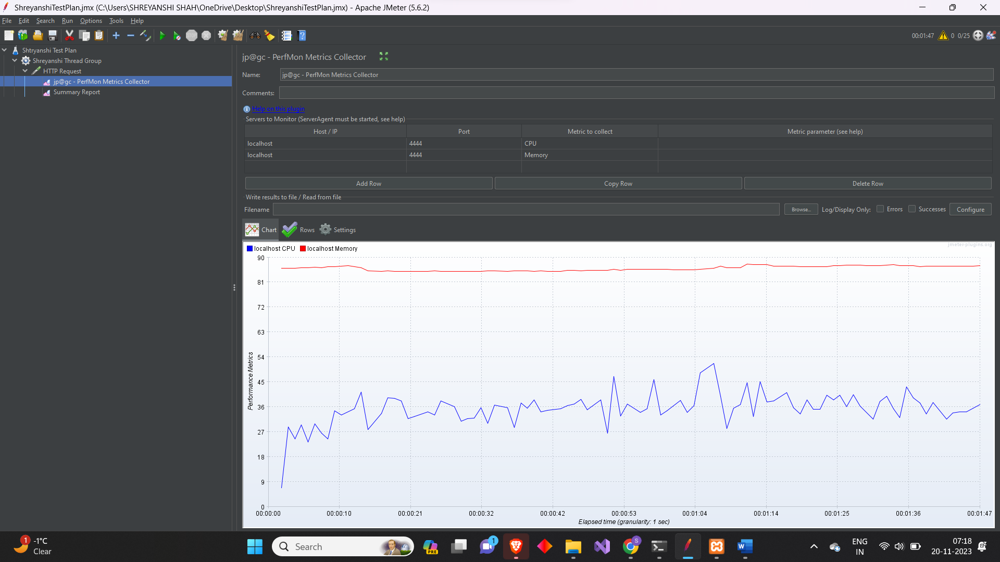 ShreyanshiTestPlan.jmx (C:\Users\SHREYANSHI SHAH\OneDrive\Desktop\ShreyanshiTestPlan.jmx) - Apache JMeter (5.6.2)
File Edit Search Run Options Tools Help
00:01:47 0 0/25
Shtryanshi Test Plan
Shreyanshi Thread Group
HTTP Request
jp@gc - PerfMon Metrics Collector
Summary Report
jp@gc - PerfMon Metrics Collector
Name: jp@gc - PerfMon Metrics Collector
Comments:
Help on this plugin
Servers to Monitor (ServerAgent must be started, see help)
Host / IP Port Metric to collect Metric parameter (see help)
localhost 4444 CPU
localhost 4444 Memory
Add Row Copy Row Delete Row
Write results to file / Read from file
Filename Browse... Log/Display Only: Errors Successes Configure
Chart Rows Settings
jmeter-plugins.org
localhost CPU localhost Memory
90
81
72
63
54
45
36
27
18
9
0
Performance Metrics
00:00:00 00:00:10 00:00:21 00:00:32 00:00:42 00:00:53 00:01:04 00:01:14 00:01:25 00:01:36 00:01:47
Elapsed time (granularity: 1 sec)
1
-1°C
Clear
Search
PRE
1
S
ENG
IN
07:18
20-11-2023